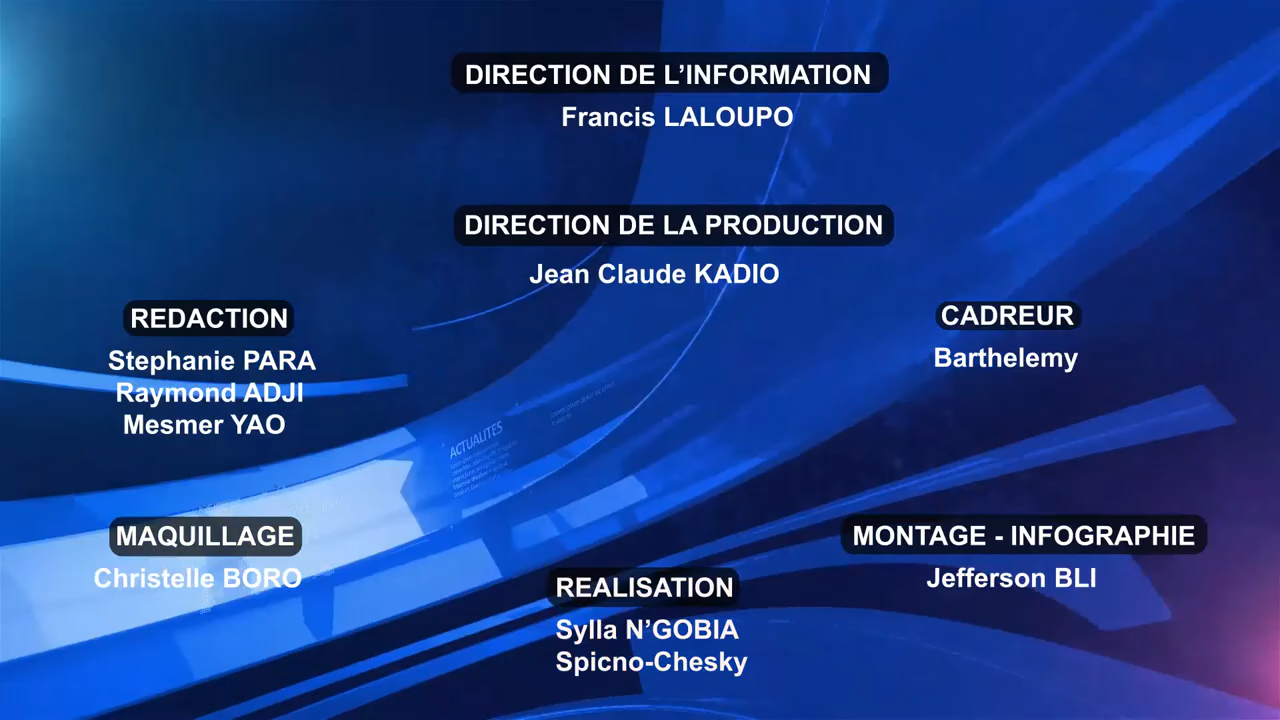 DIRECTION DE L’INFORMATION
Francis LALOUPO
DIRECTION DE LA PRODUCTION
Jean Claude KADIO
REDACTION
Stephanie PARA
Raymond ADJI
Mesmer YAO
CADREUR
Barthelemy
ACTUALITES
MAQUILLAGE
Christelle BORO
MONTAGE - INFOGRAPHIE
Jefferson BLI
REALISATION
Sylla N’GOBIA
Spicno-Chesky